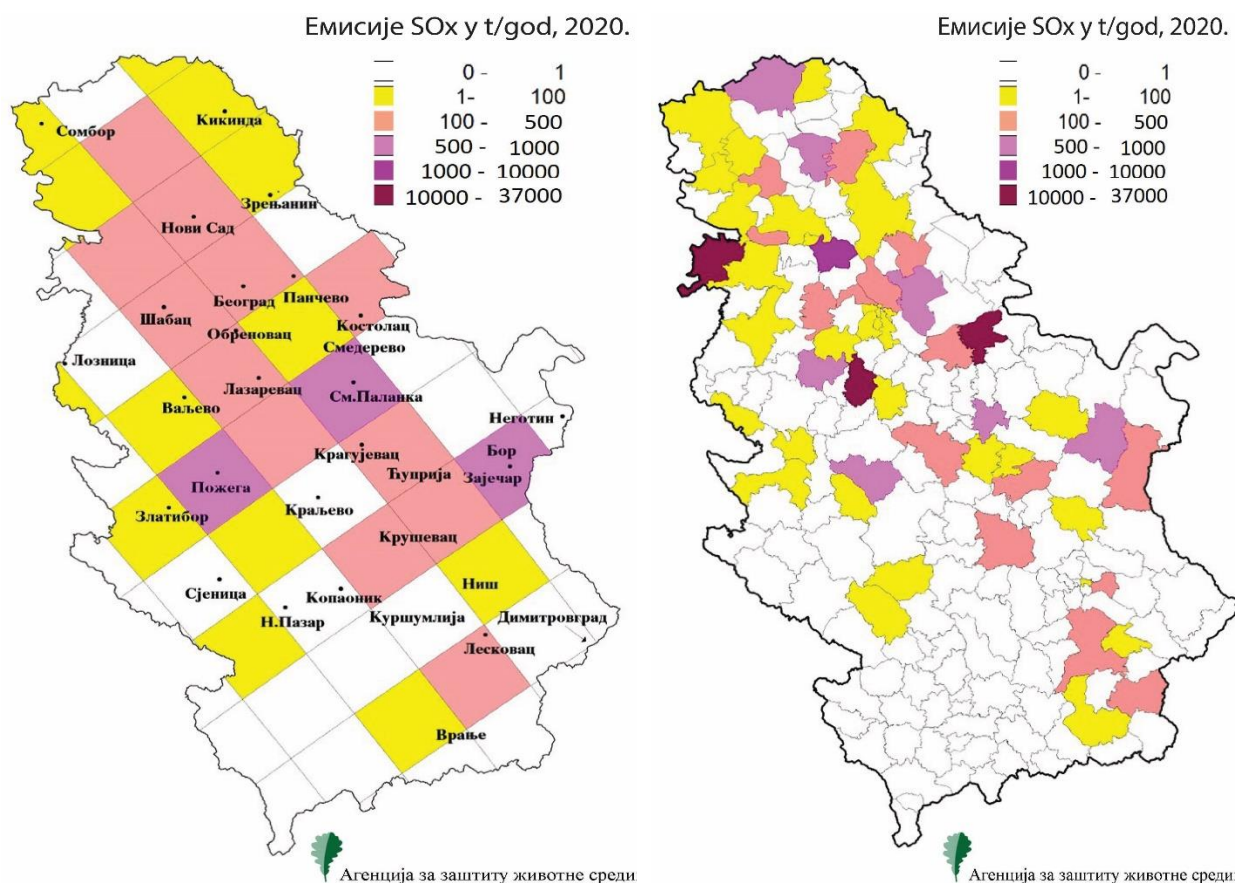 Емисије SOx у t/год, 2020.
0 - 1
1- 100
100 - 500
500 - 1000
1000 - 10000
10000 - 37000
Сомбор
Кикинда
Зрењанин
Нови Сад
Београд
Панчево
Шабац
Обреновац
Костолац
Смедерево
Лозница
Лазаревац
См.Паланка
Ваљево
Неготин
Крагујевац
Бор
Ћуприја
Зајечар
Пожега
Краљево
Златибор
Крушевац
Сјеница
Копаоник
Ниш
Н.Пазар
Куршумлија
Димитровград
Лесковац
Врање
Агенција за заштиту животне среди
Емисије SOx у t/год, 2020.
0 - 1
1- 100
100 - 500
500 - 1000
1000 - 10000
10000 - 37000
Агенција за заштиту животне среди